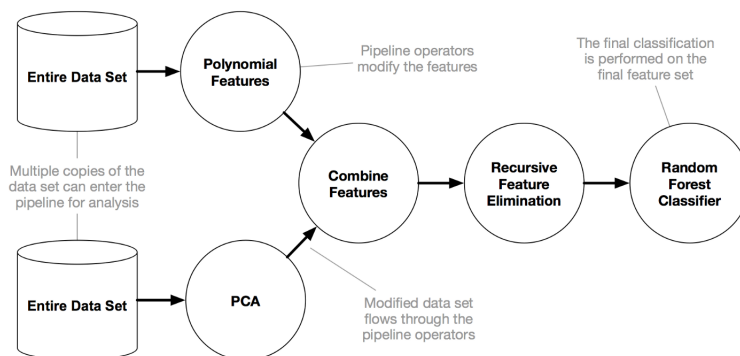 Entire Data Set
Polynomial
Features
Pipeline operators
modify the features
The final classification
is performed on the
final feature set
Multiple copies of the
data set can enter the
pipeline for analysis
Combine
Features
Recursive
Feature
Elimination
Random
Forest
Classifier
Entire Data Set
PCA
Modified data set
flows through the
pipeline operators